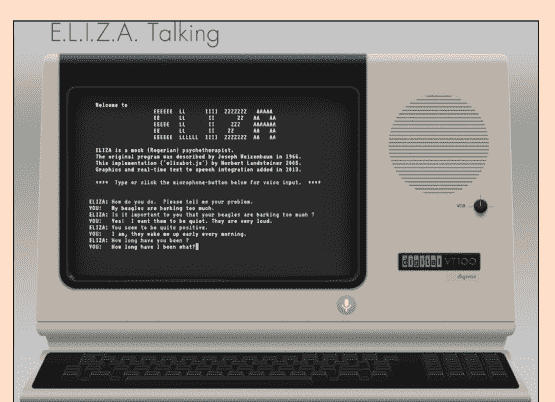 E.L.I.Z.A. Talking
Welcome to
EEEEEE LL IIII ZZZZZZZ AAAAA
EE LL II ZZ AA AA
EEEEE LL II ZZZ AAAAAAA
EE LL II ZZ AA AA
EEEEEE LLLLLL IIII ZZZZZZZ AA AA
ELIZA is a mock (Rogerian) psychotherapist.
The original program was described by Joseph Weizenbaum in 1966.
This implementation ("elizabot.js") by Norbert Landsteiner 2005.
Graphics and real-time text to speech integration added in 2013.
**** Type or click the microphone-button below for voice input. ****
ELIZA: How do you do. Please tell me your problem.
YOU: My beagles are barking too much.
ELIZA: Is it important to you that your beagles are barking too much ?
YOU: Yes! I want them to be quiet. They are very loud.
ELIZA: You seem to be quite positive.
YOU: I am, they wake me up early every morning.
ELIZA: How long have you been ?
YOU: How long have I been what?
VOR
digital VT100